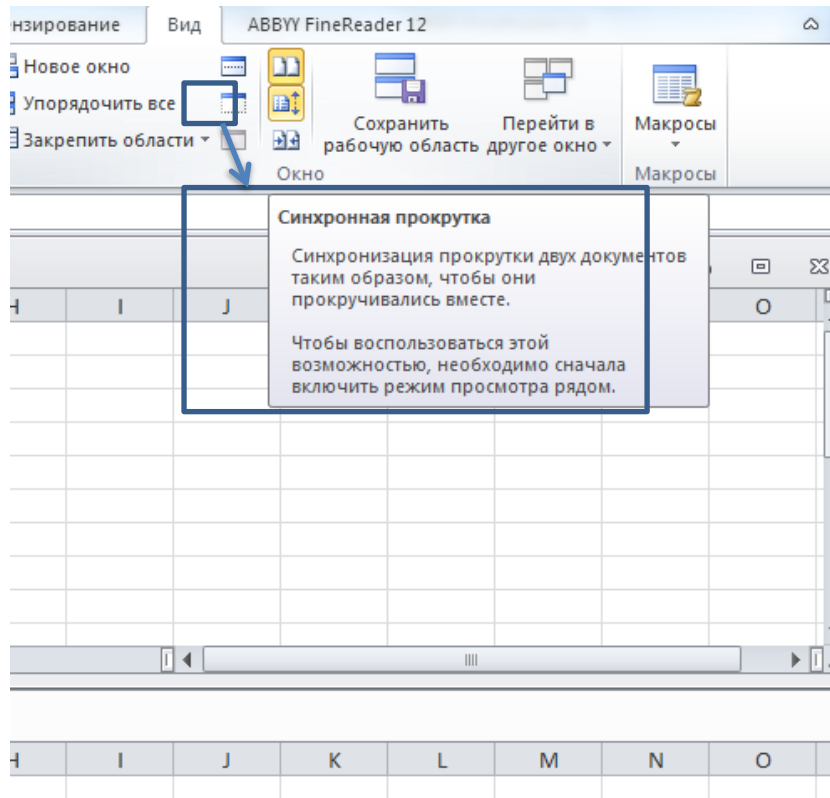 нзирование Вид ABBYY FineReader 12
Новое окно
Упорядочить все
Закрепить области
Сохранить рабочую область
Перейти в другое окно
Макросы
Окно
Макросы
Синхронная прокрутка
Синхронизация прокрутки двух документов
таким образом, чтобы они
прокручивались вместе.
Чтобы воспользоваться этой
возможностью, необходимо сначала
включить режим просмотра рядом.
H I J O
H I J K L M N O